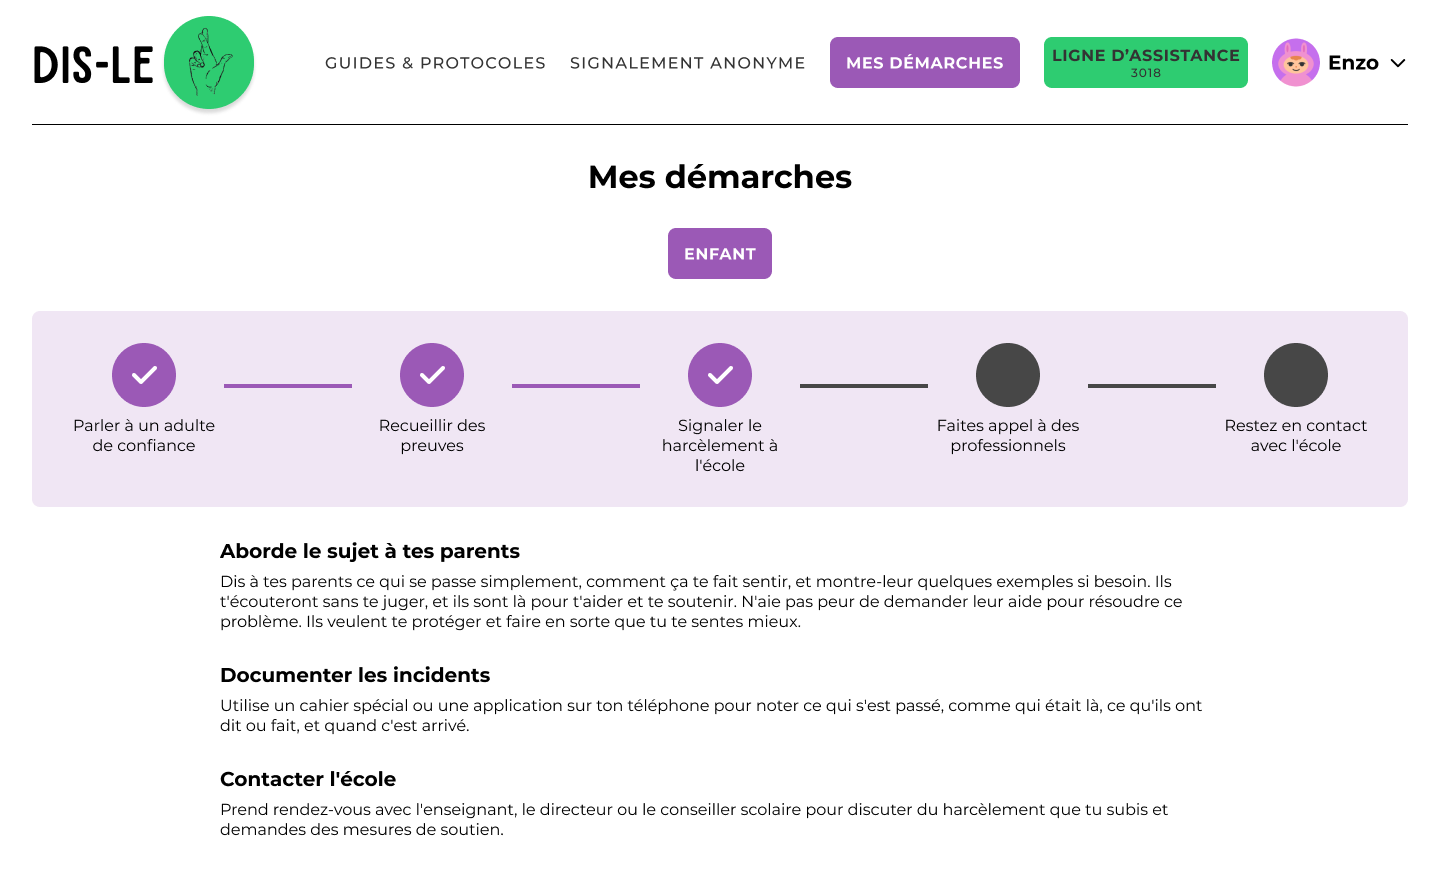 DIS-LE
GUIDES & PROTOCOLES
SIGNALEMENT ANONYME
MES DÉMARCHES
LIGNE D’ASSISTANCE
3018
Enzo
Mes démarches
ENFANT
Parler à un adulte
de confiance
Recueillir des
preuves
Signaler le
harcèlement à
l'école
Faites appel à des
professionnels
Restez en contact
avec l'école
Aborde le sujet à tes parents
Dis à tes parents ce qui se passe simplement, comment ça te fait sentir, et montre-leur quelques exemples si besoin. Ils
t'écouteront sans te juger, et ils sont là pour t'aider et te soutenir. N'aie pas peur de demander leur aide pour résoudre ce
problème. Ils veulent te protéger et faire en sorte que tu te sentes mieux.
Documenter les incidents
Utilise un cahier spécial ou une application sur ton téléphone pour noter ce qui s'est passé, comme qui était là, ce qu'ils ont
dit ou fait, et quand c'est arrivé.
Contacter l'école
Prend rendez-vous avec l'enseignant, le directeur ou le conseiller scolaire pour discuter du harcèlement que tu subis et
demandes des mesures de soutien.